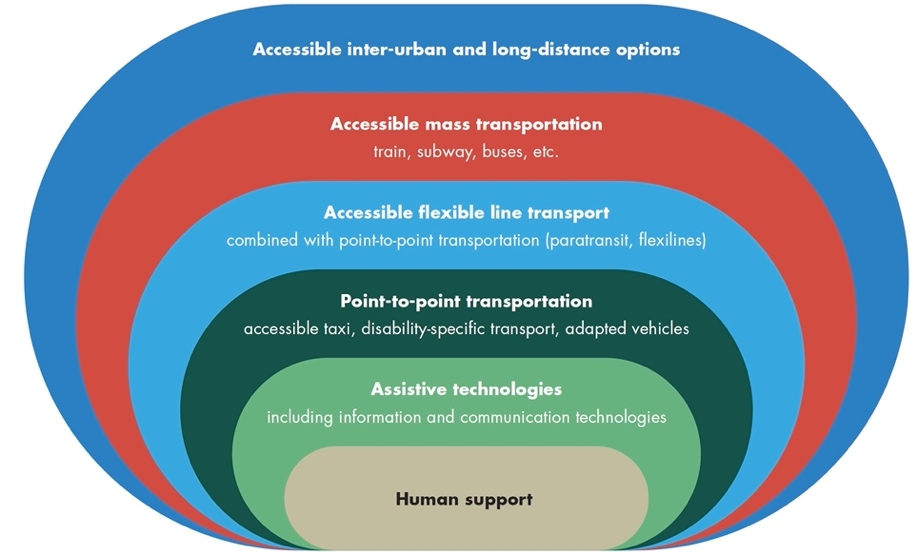 Accessible inter-urban and long-distance options
Accessible mass transportation
train, subway, buses, etc.
Accessible flexible line transport
combined with point-to-point transportation (paratransit, flexilines)
Point-to-point transportation
accessible taxi, disability-specific transport, adapted vehicles
Assistive technologies
including information and communication technologies
Human support